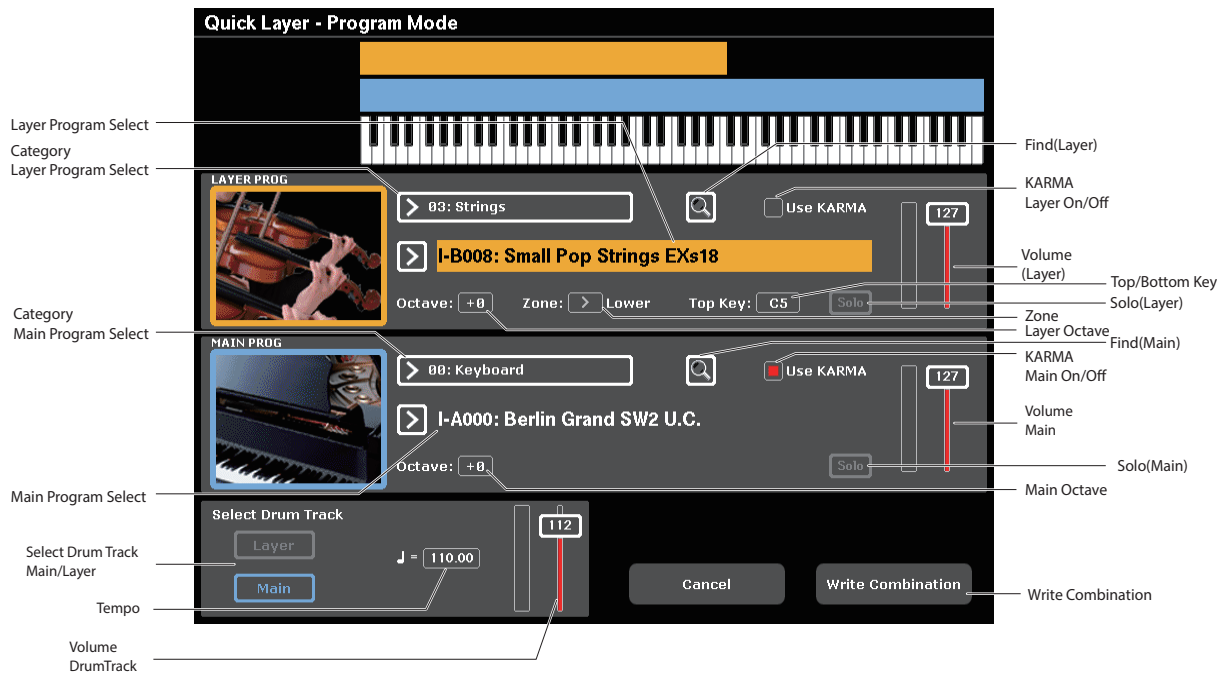 Quick Layer - Program Mode
Layer Program Select
Category
Layer Program Select
Find(Layer)
KARMA
Layer On/Off
LAYER PROG
03: Strings
Use KARMA
127
I-B008: Small Pop Strings EXs18
Volume
(Layer)
Octave: +0 Zone: > Lower Top Key: C5 Solo
Top/Bottom Key
Solo(Layer)
Zone
Layer Octave
Category
Main Program Select
MAIN PROG
Find(Main)
KARMA
Main On/Off
00: Keyboard
Use KARMA
127
I-A000: Berlin Grand SW2 U.C.
Volume
Main
Octave: +0 Solo
Solo(Main)
Main Octave
Main Program Select
Select Drum Track
112
Layer
♩ = 110.00
Main
Select Drum Track
Main/Layer
Cancel
Write Combination
Write Combination
Tempo
Volume
DrumTrack